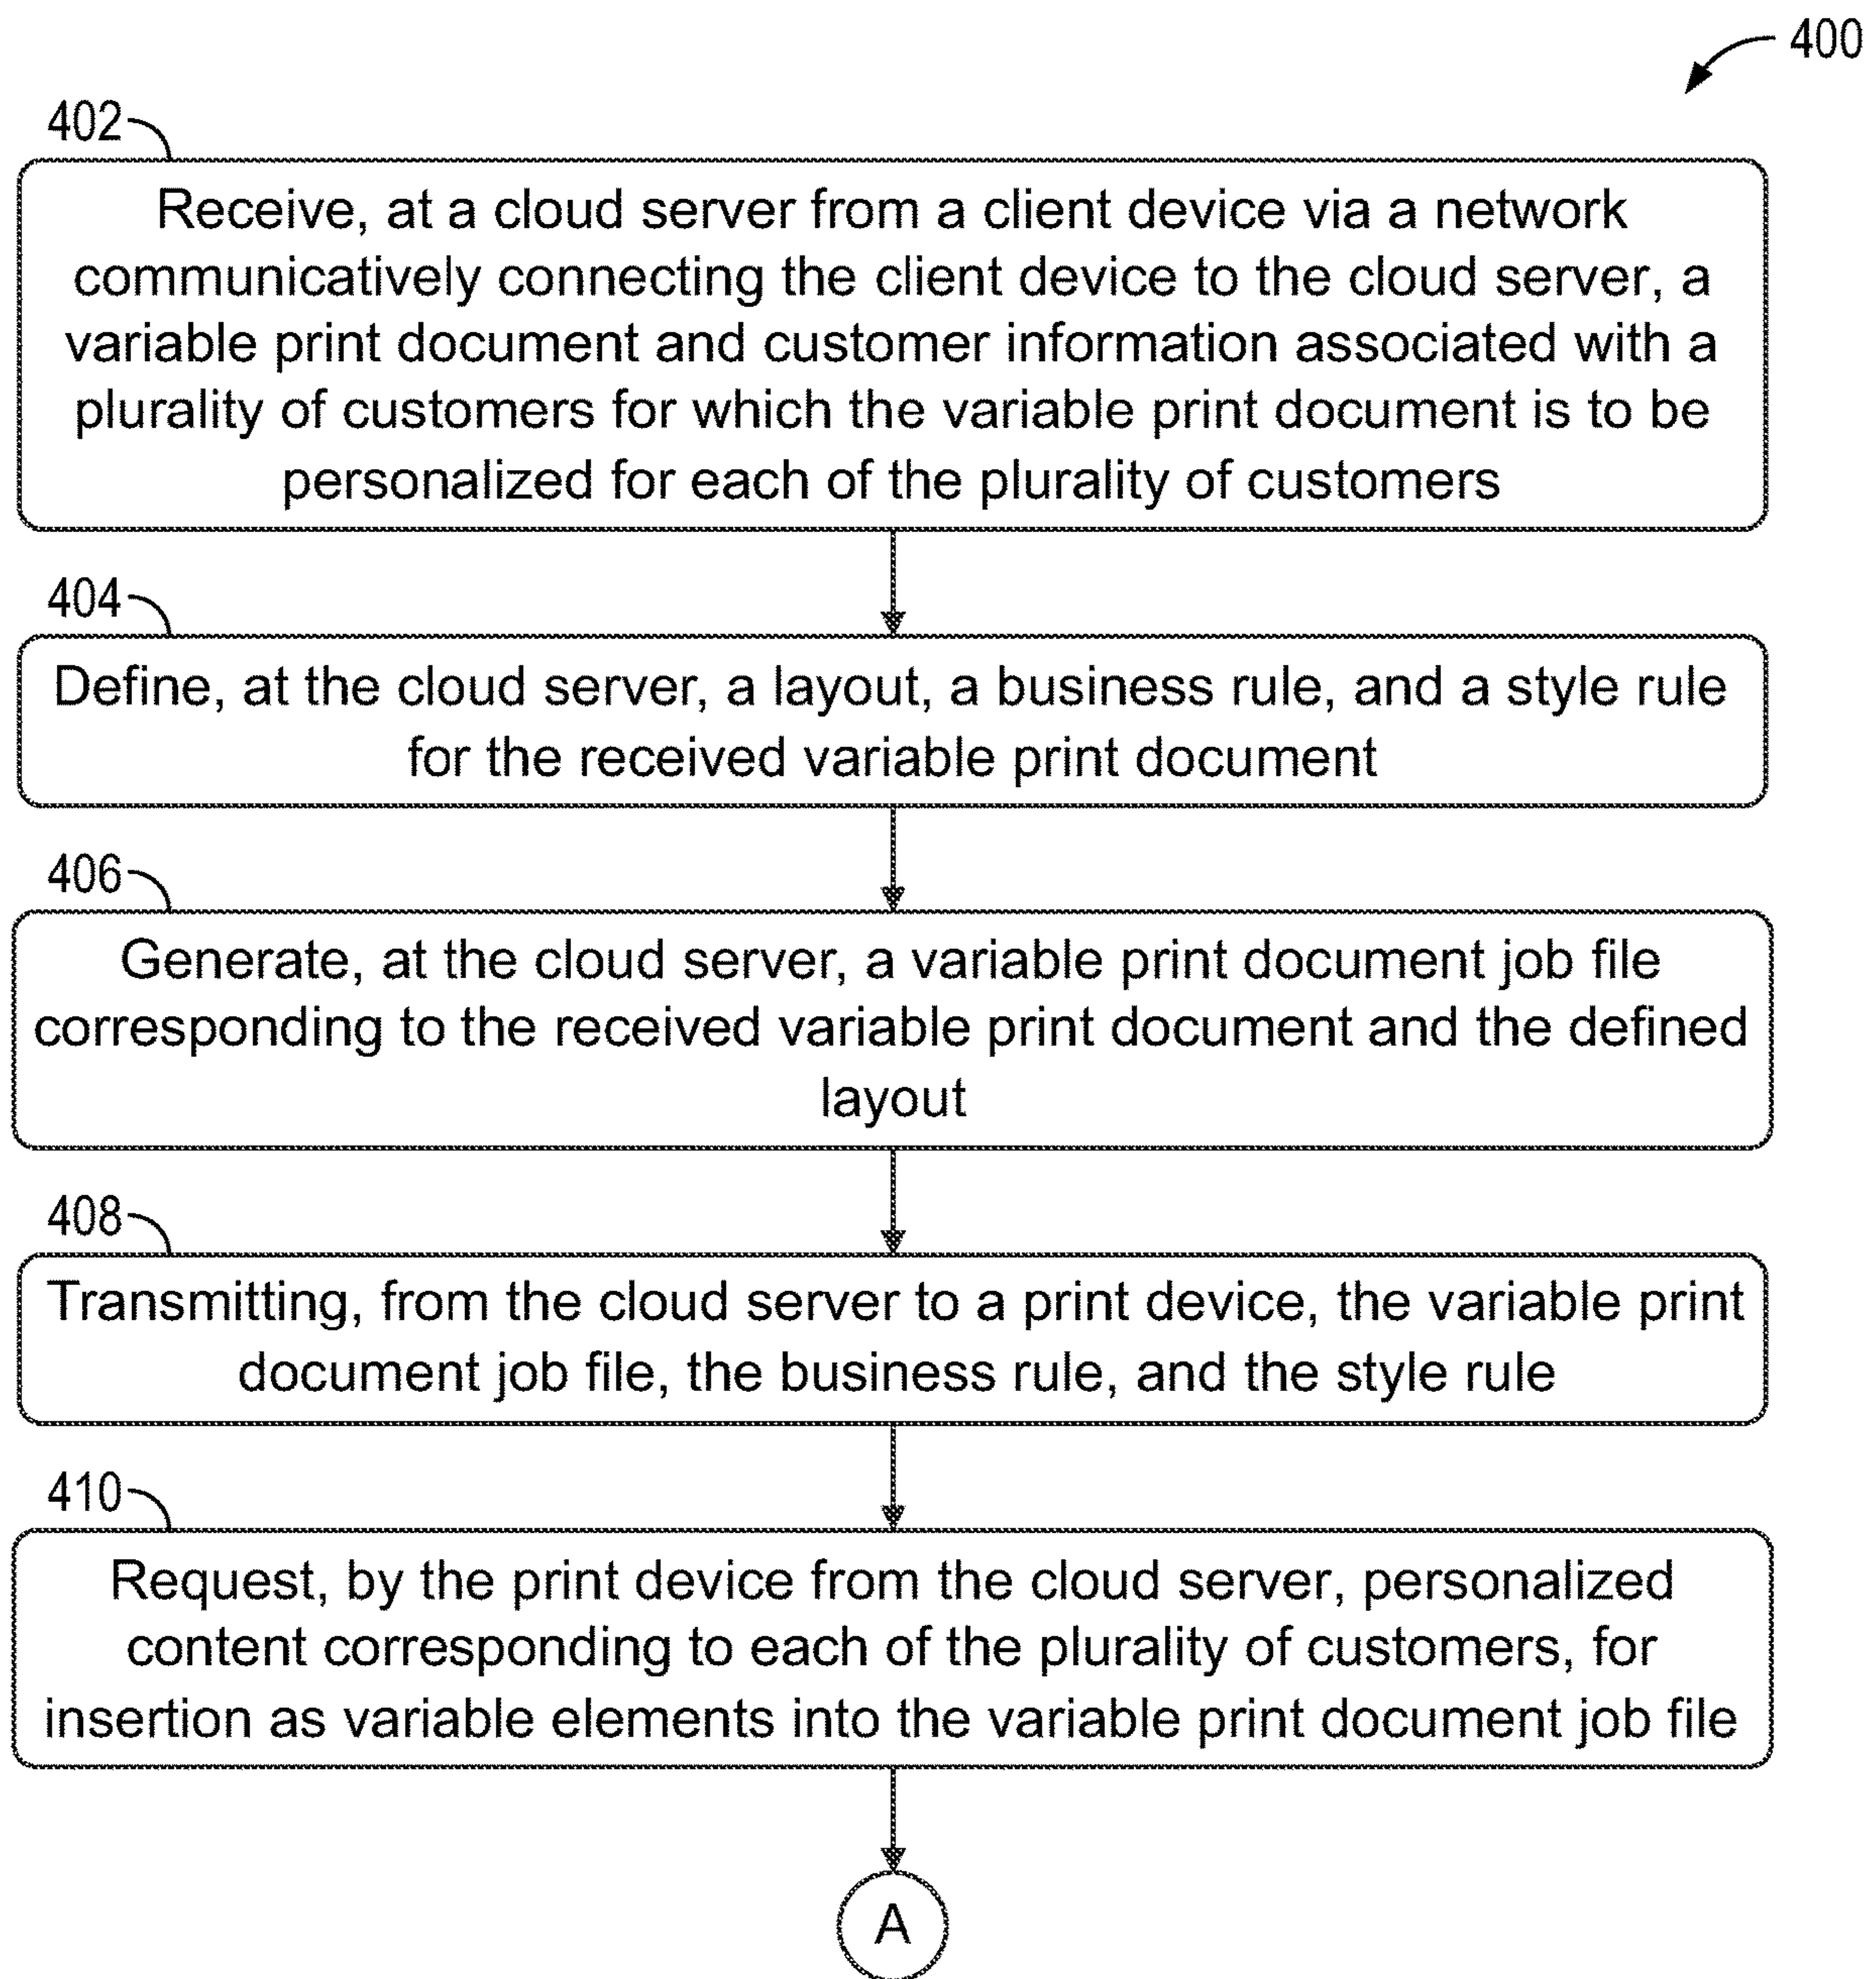 400
402
Receive, at a cloud server from a client device via a network
communicatively connecting the client device to the cloud server, a
variable print document and customer information associated with a
plurality of customers for which the variable print document is to be
personalized for each of the plurality of customers
404
Define, at the cloud server, a layout, a business rule, and a style rule
for the received variable print document
406
Generate, at the cloud server, a variable print document job file
corresponding to the received variable print document and the defined
layout
408
Transmitting, from the cloud server to a print device, the variable print
document job file, the business rule, and the style rule
410
Request, by the print device from the cloud server, personalized
content corresponding to each of the plurality of customers, for
insertion as variable elements into the variable print document job file
A